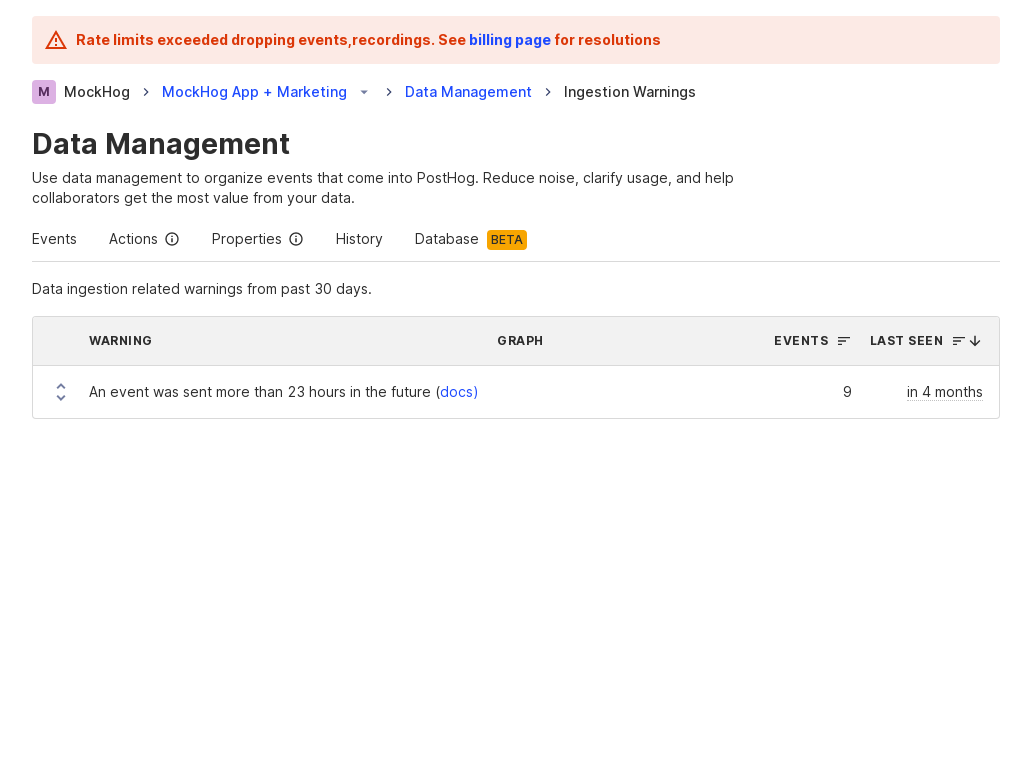 Rate limits exceeded dropping events,recordings. See billing page for resolutions
M MockHog MockHog App + Marketing Data Management Ingestion Warnings
Data Management
Use data management to organize events that come into PostHog. Reduce noise, clarify usage, and help
collaborators get the most value from your data.
Events Actions Properties History Database BETA
Data ingestion related warnings from past 30 days.
WARNING GRAPH EVENTS LAST SEEN
An event was sent more than 23 hours in the future (docs) 9 in 4 months